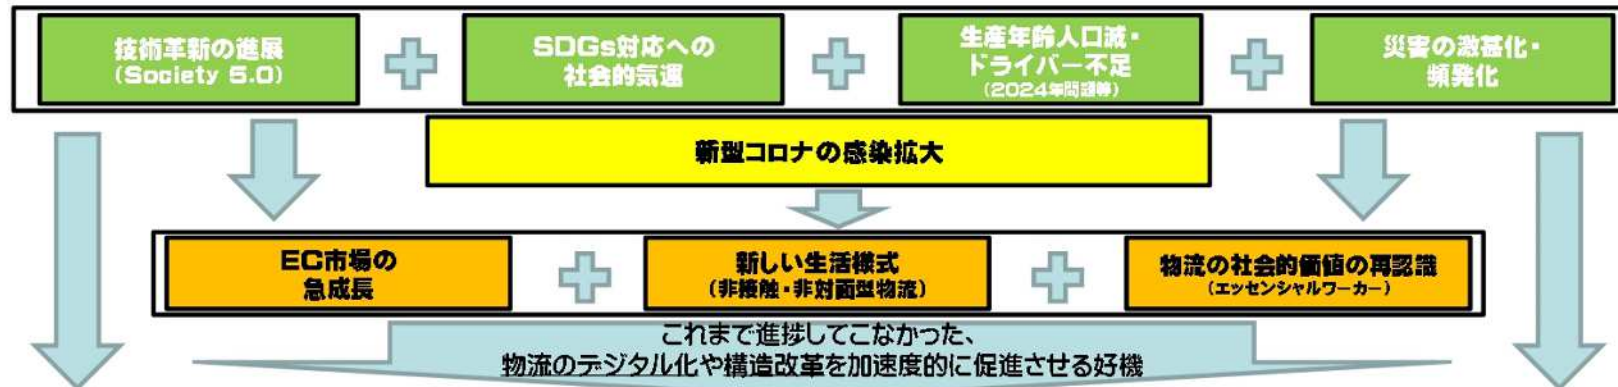 技術革新の進展
(Society 5.0)
SDGs対応への
社会的気運
生産年齢人口減・
ドライバー不足
(2024年問題等)
災害の激甚化・
頻発化
新型コロナの感染拡大
EC市場の
急成長
新しい生活様式
(非接触・非対面型物流)
物流の社会的価値の再認識
(エッセンシャルワーカー)
これまで進捗してこなかった、
物流のデジタル化や構造改革を加速度的に促進させる好機